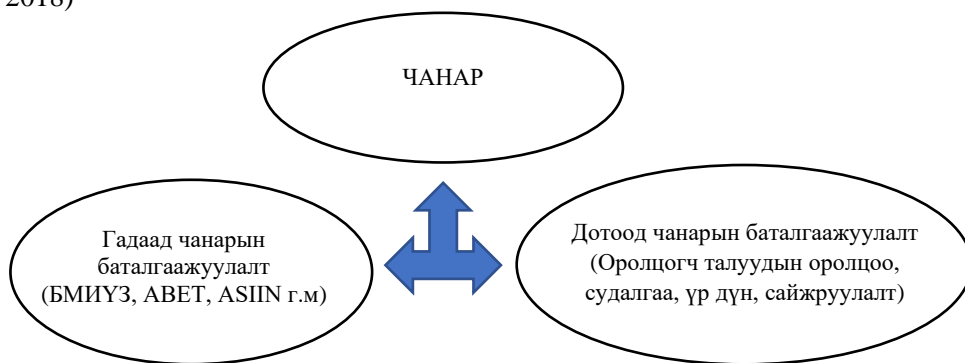 2018)
ЧАНАР
Гадаад чанарын
баталгаажуулалт
(БМИҮЗ, ABET, ASIIN г.м)
Дотоод чанарын баталгаажуулалт
(Оролцогч талуудын оролцоо,
судалгаа, үр дүн, сайжруулалт)